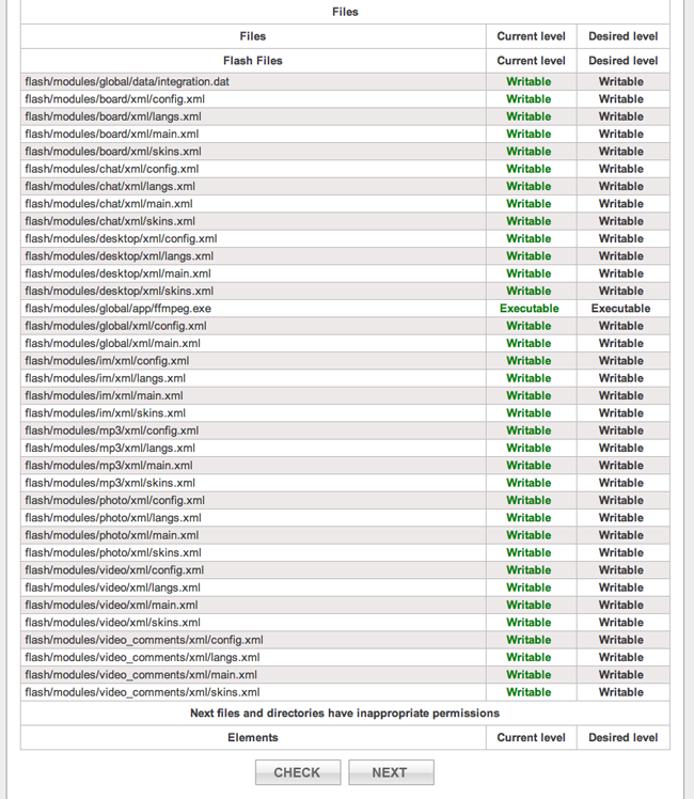 Files
Files Current level Desired level
Flash Files Current level Desired level
flash/modules/global/data/integration.dat Writable Writable
flash/modules/board/xml/config.xml Writable Writable
flash/modules/board/xml/langs.xml Writable Writable
flash/modules/board/xml/main.xml Writable Writable
flash/modules/board/xml/skins.xml Writable Writable
flash/modules/chat/xml/config.xml Writable Writable
flash/modules/chat/xml/langs.xml Writable Writable
flash/modules/chat/xml/main.xml Writable Writable
flash/modules/chat/xml/skins.xml Writable Writable
flash/modules/desktop/xml/config.xml Writable Writable
flash/modules/desktop/xml/langs.xml Writable Writable
flash/modules/desktop/xml/main.xml Writable Writable
flash/modules/desktop/xml/skins.xml Writable Writable
flash/modules/global/app/ffmpeg.exe Executable Executable
flash/modules/global/xml/config.xml Writable Writable
flash/modules/global/xml/main.xml Writable Writable
flash/modules/im/xml/config.xml Writable Writable
flash/modules/im/xml/langs.xml Writable Writable
flash/modules/im/xml/main.xml Writable Writable
flash/modules/im/xml/skins.xml Writable Writable
flash/modules/mp3/xml/config.xml Writable Writable
flash/modules/mp3/xml/langs.xml Writable Writable
flash/modules/mp3/xml/main.xml Writable Writable
flash/modules/mp3/xml/skins.xml Writable Writable
flash/modules/photo/xml/config.xml Writable Writable
flash/modules/photo/xml/langs.xml Writable Writable
flash/modules/photo/xml/main.xml Writable Writable
flash/modules/photo/xml/skins.xml Writable Writable
flash/modules/video/xml/config.xml Writable Writable
flash/modules/video/xml/langs.xml Writable Writable
flash/modules/video/xml/main.xml Writable Writable
flash/modules/video/xml/skins.xml Writable Writable
flash/modules/video_comments/xml/config.xml Writable Writable
flash/modules/video_comments/xml/langs.xml Writable Writable
flash/modules/video_comments/xml/main.xml Writable Writable
flash/modules/video_comments/xml/skins.xml Writable Writable
Next files and directories have inappropriate permissions
Elements Current level Desired level
CHECK NEXT